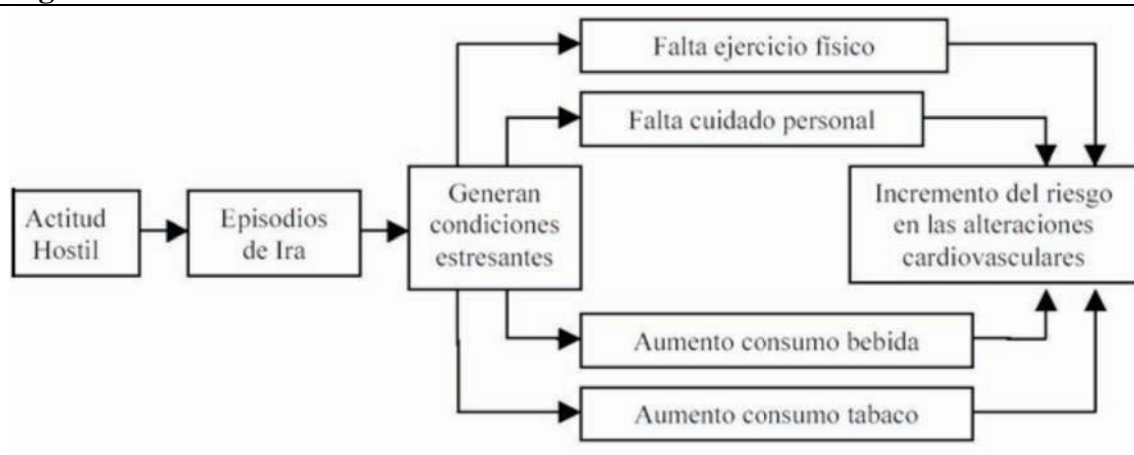 Falta ejercicio físico
Falta cuidado personal
Actitud
Hostil
Episodios
de Ira
Generan
condiciones
estresantes
Incremento del riesgo
en las alteraciones
cardiovasculares
Aumento consumo bebida
Aumento consumo tabaco